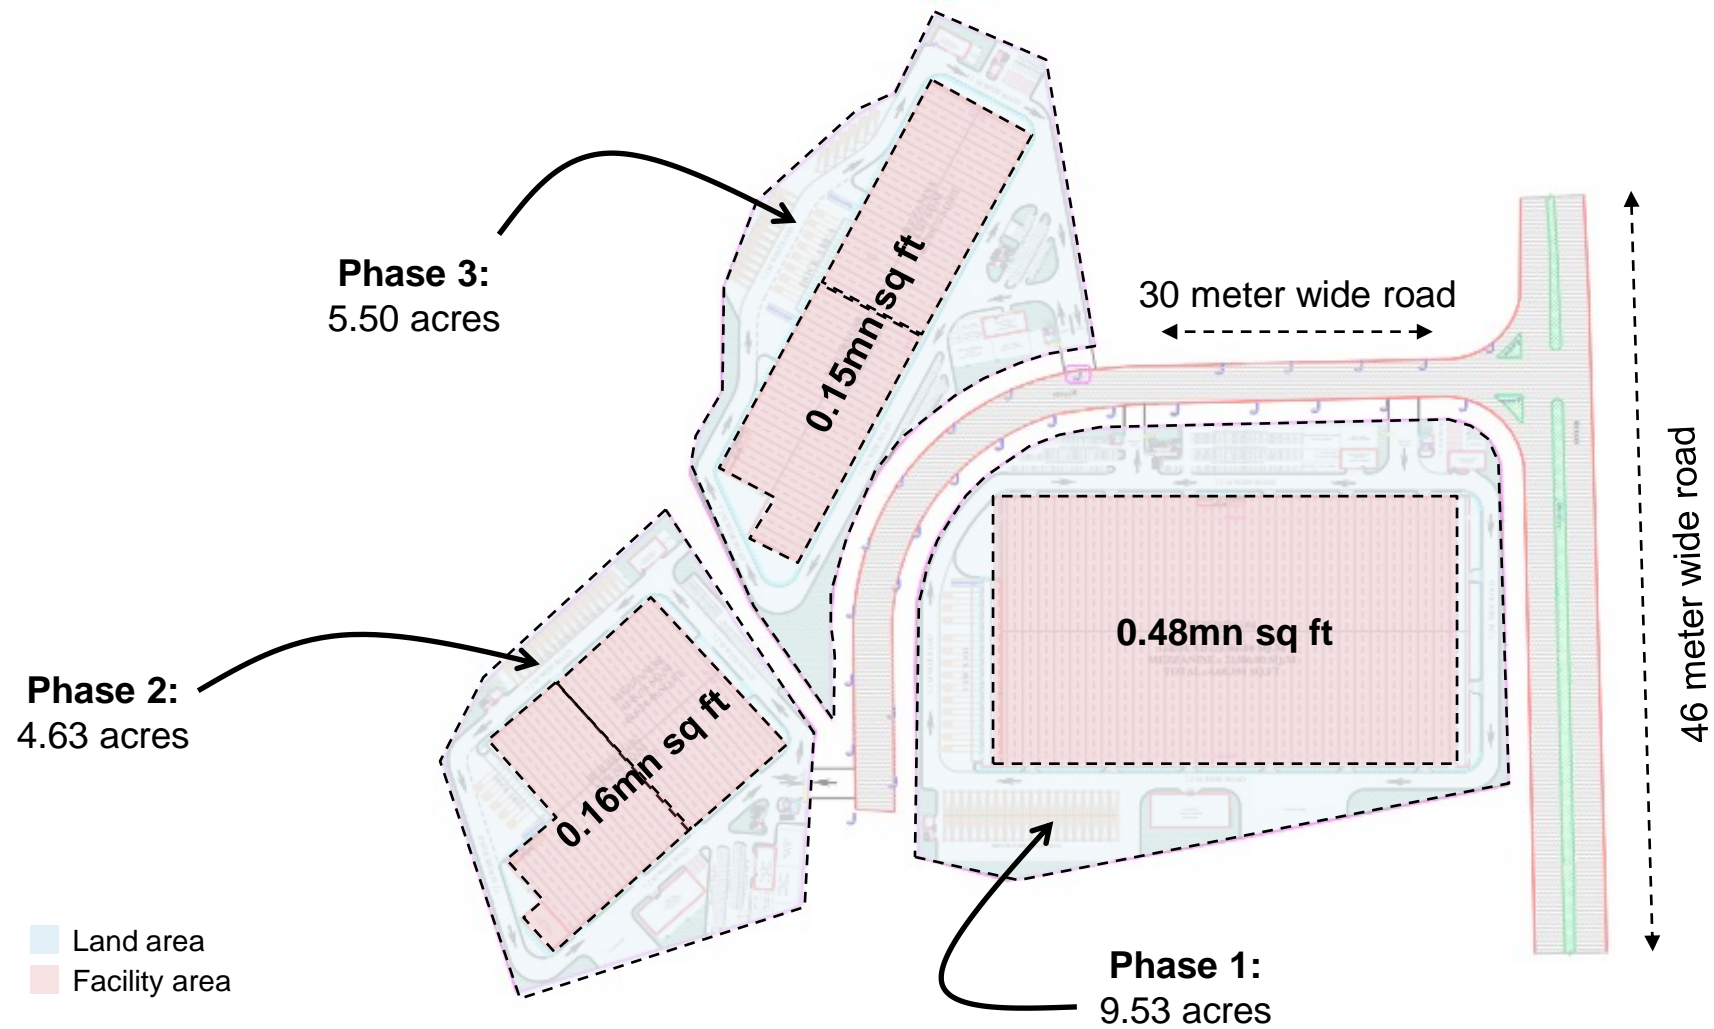 Phase 3:
5.50 acres
0.15mn sq ft
30 meter wide road
46 meter wide road
0.48mn sq ft
Phase 2:
4.63 acres
0.16mn sq ft
Land area
Facility area
Phase 1:
9.53 acres